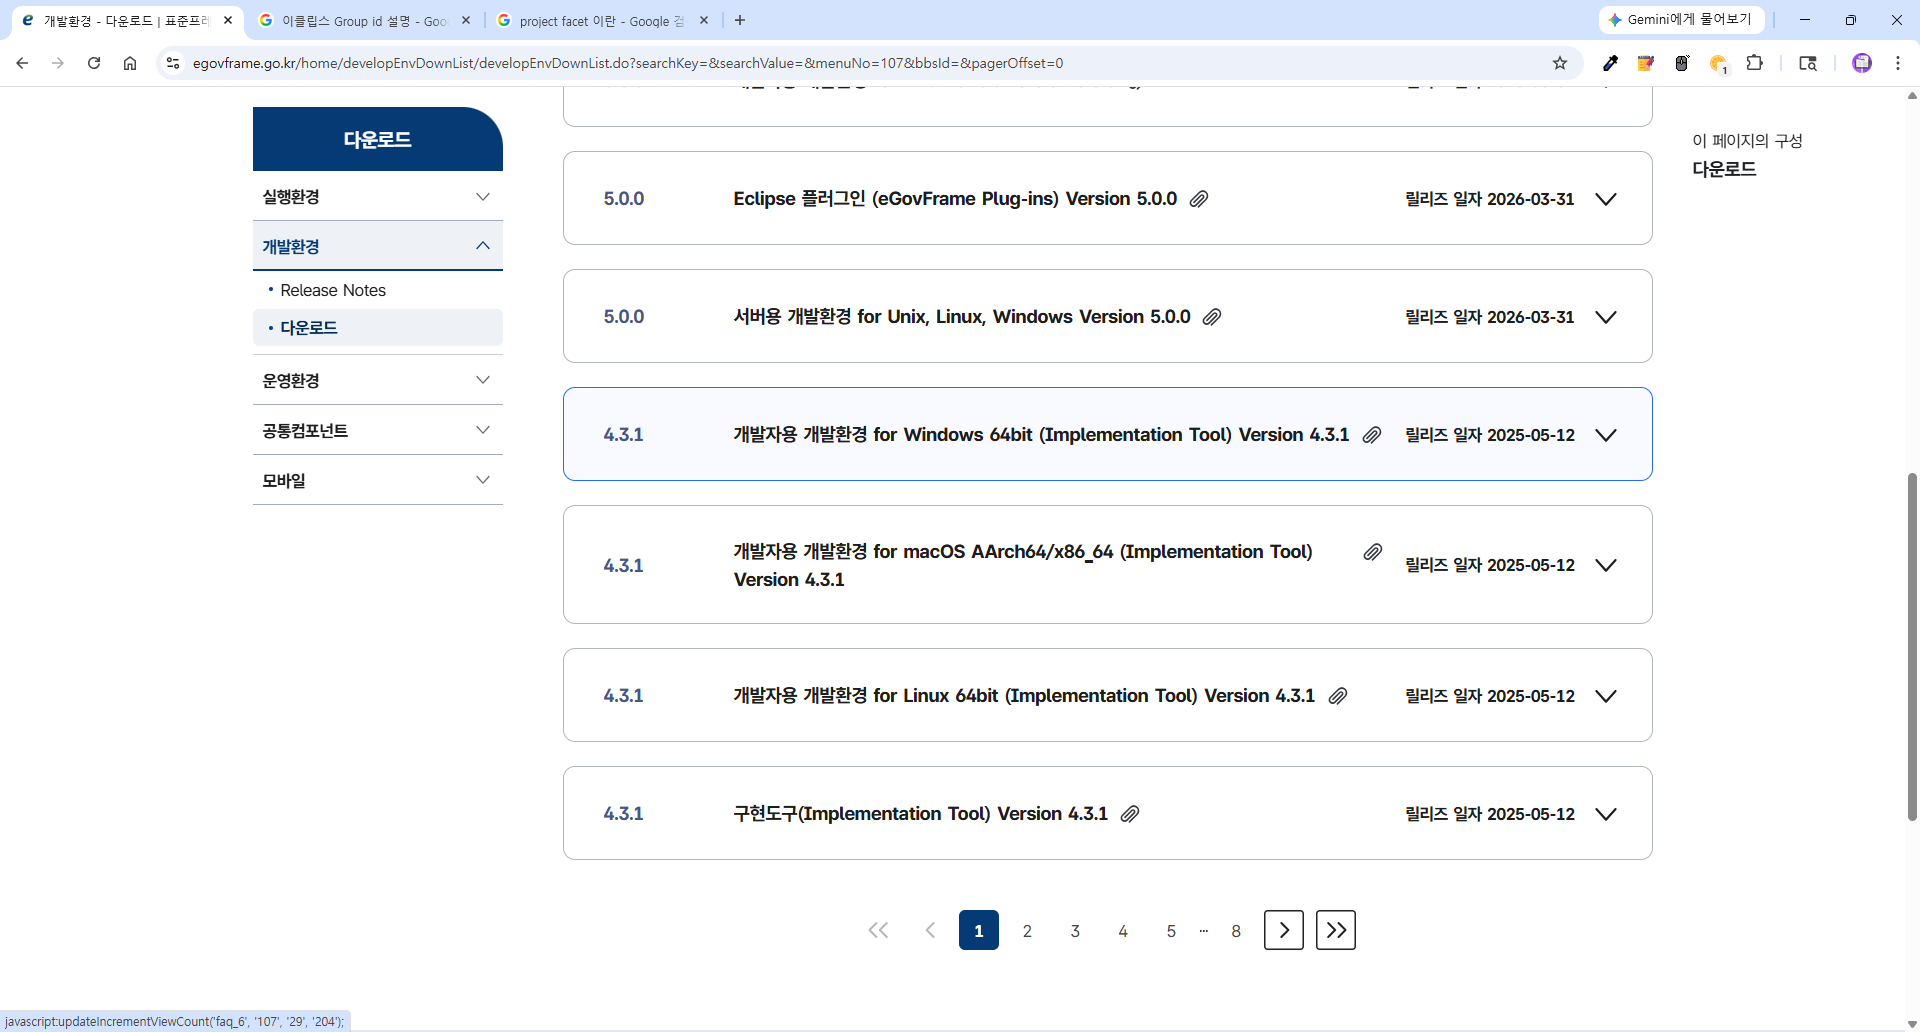 개발환경 - 다운로드 | 표준프레
이클립스 Group id 설명 - Goo
project facet 이란 - Google 검
Gemini에게 물어보기
egovframe.go.kr/home/developEnvDownList/developEnvDownList.do?searchKey=&searchValue=&menuNo=107&bbsId=&pagerOffset=0
1
다운로드
실행환경
개발환경
• Release Notes
• 다운로드
운영환경
공통컴포넌트
모바일
5.0.0
Eclipse 플러그인 (eGovFrame Plug-ins) Version 5.0.0
릴리즈 일자 2026-03-31
5.0.0
서버용 개발환경 for Unix, Linux, Windows Version 5.0.0
릴리즈 일자 2026-03-31
4.3.1
개발자용 개발환경 for Windows 64bit (Implementation Tool) Version 4.3.1
릴리즈 일자 2025-05-12
4.3.1
개발자용 개발환경 for macOS AArch64/x86_64 (Implementation Tool)
Version 4.3.1
릴리즈 일자 2025-05-12
4.3.1
개발자용 개발환경 for Linux 64bit (Implementation Tool) Version 4.3.1
릴리즈 일자 2025-05-12
4.3.1
구현도구(Implementation Tool) Version 4.3.1
릴리즈 일자 2025-05-12
1 2 3 4 5 ··· 8
이 페이지의 구성
다운로드
javascript:updateIncrementViewCount('faq_6', '107', '29', '204');